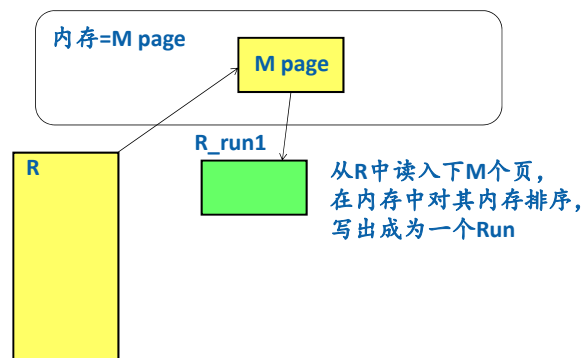 内存=M page
M page
R_run1
R
从R中读入下M个页，
在内存中对其内存排序，
写出成为一个Run